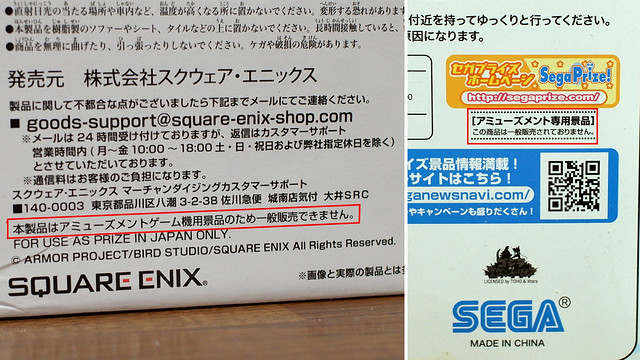 ●直射日光の当たる場所や車内など、温度が高くなる所に置かないでください。変形する恐れがあります
●本製品を樹脂製のソファーやシート、タイルなどの上に置かないでください。長時間接触していると、
●商品を無理に曲げたり、引っ張ったりしないでください。ケガや破損の危険があります。
発売元 株式会社スクウェア・エニックス
製品に関して不都合な点がございましたら下記までメールにてご連絡ください。
■ goods-support@square-enix-shop.com
※メールは24時間受け付けておりますが、返信はカスタマーサポート
営業時間内(月〜金 10:00〜18:00 土・日・祝日および弊社指定休日を除く)
とさせていただいております。
※通信料はお客様のご負担になります。
スクウェア・エニックス マーチャンダイジングカスタマーサポート
■140-0003 東京都品川区八潮 3-2-38 佐川急便 城南店気付 大井SRC
本製品はアミューズメントゲーム機用景品のため一般販売できません。
FOR USE AS PRIZE IN JAPAN ONLY.
© ARMOR PROJECT/BIRD STUDIO/SQUARE ENIX All Rights Reserved.
SQUARE ENIX®
※画像と実際の製品とは
付近を持ってゆっくりと行ってください。
因になります。
セガプライズ
ホームページ
SegaPrize!
http://segaprize.com/
【アミューズメント専用景品】
この商品は一般販売されておりません。
イズ景品情報満載!
サイトはこちら!
ganewsnavi.com/
やキャンペーンも盛りだくさん!
LICENSED by TOHO & khara
SEGA®
MADE IN CHINA